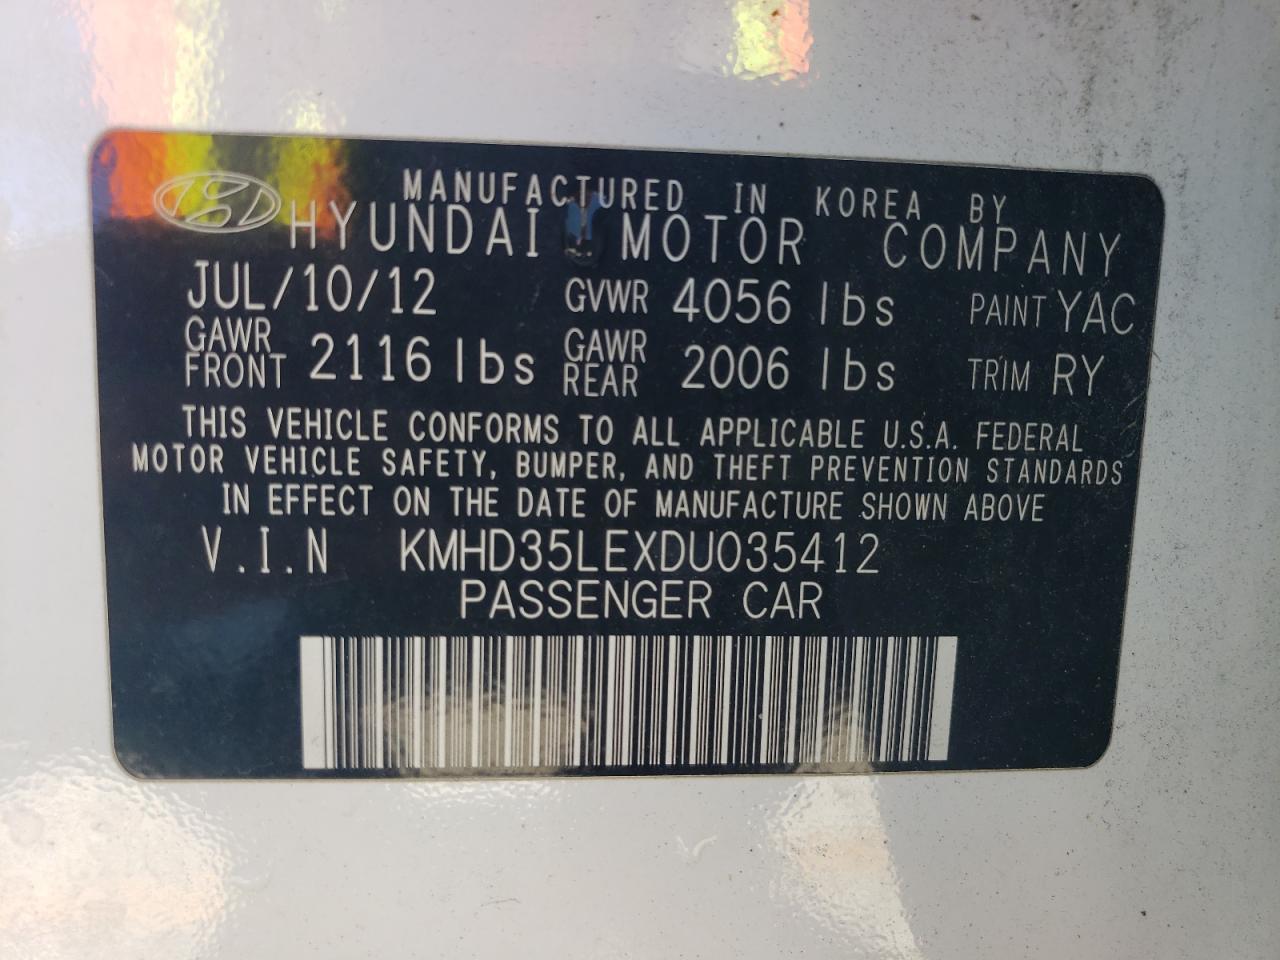 MANUFACTURED IN KOREA BY
HYUNDAI MOTOR COMPANY
JUL/10/12 GVWR 4056 lbs PAINT YAC
GAWR FRONT 2116 lbs GAWR REAR 2006 lbs TRIM RY
THIS VEHICLE CONFORMS TO ALL APPLICABLE U.S.A. FEDERAL
MOTOR VEHICLE SAFETY, BUMPER, AND THEFT PREVENTION STANDARDS
IN EFFECT ON THE DATE OF MANUFACTURE SHOWN ABOVE
V.I.N KMHD35LEXDU035412
PASSENGER CAR